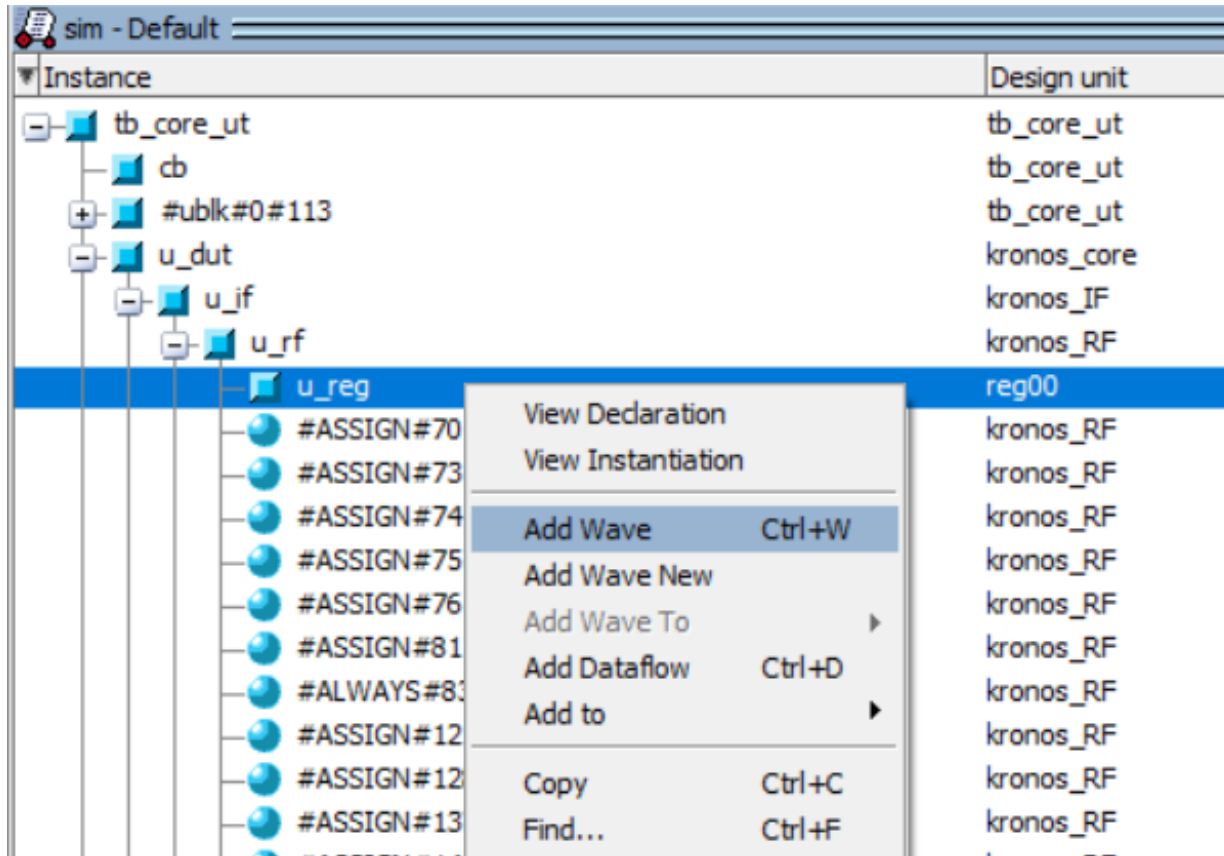 sim - Default
Instance Design unit
tb_core_ut tb_core_ut
cb tb_core_ut
#ublk#0#113 tb_core_ut
u_dut kronos_core
u_if kronos_IF
u_rf kronos_RF
u_reg reg00
View Declaration
#ASSIGN#70 kronos_RF
View Instantiation
#ASSIGN#73 kronos_RF
#ASSIGN#74 kronos_RF
Add Wave Ctrl+W
#ASSIGN#75 kronos_RF
Add Wave New
#ASSIGN#76 kronos_RF
Add Wave To
#ASSIGN#81 kronos_RF
Add Dataflow Ctrl+D
#ALWAYS#83 kronos_RF
Add to
#ASSIGN#12 kronos_RF
#ASSIGN#12 kronos_RF
Copy Ctrl+C
#ASSIGN#13 kronos_RF
Find... Ctrl+F